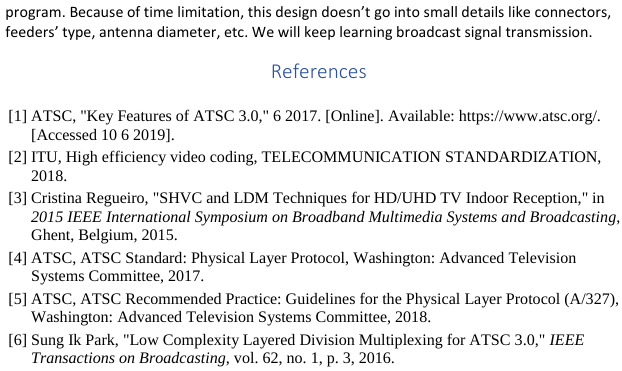 program. Because of time limitation, this design doesn’t go into small details like connectors,
feeders’ type, antenna diameter, etc. We will keep learning broadcast signal transmission.
References
[1] ATSC, "Key Features of ATSC 3.0," 6 2017. [Online]. Available: https://www.atsc.org/.
[Accessed 10 6 2019].
[2] ITU, High efficiency video coding, TELECOMMUNICATION STANDARDIZATION,
2018.
[3] Cristina Regueiro, "SHVC and LDM Techniques for HD/UHD TV Indoor Reception," in
2015 IEEE International Symposium on Broadband Multimedia Systems and Broadcasting,
Ghent, Belgium, 2015.
[4] ATSC, ATSC Standard: Physical Layer Protocol, Washington: Advanced Television
Systems Committee, 2017.
[5] ATSC, ATSC Recommended Practice: Guidelines for the Physical Layer Protocol (A/327),
Washington: Advanced Television Systems Committee, 2018.
[6] Sung Ik Park, "Low Complexity Layered Division Multiplexing for ATSC 3.0," IEEE
Transactions on Broadcasting, vol. 62, no. 1, p. 3, 2016.